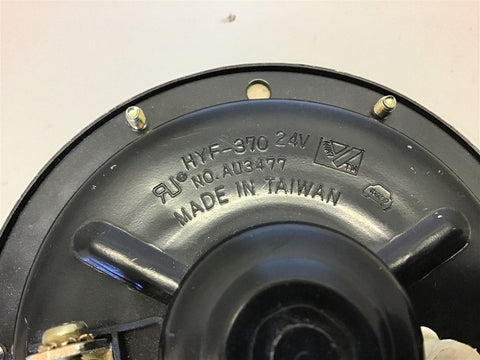 HYF-370 24V
NO. AU3477
MADE IN TAIWAN